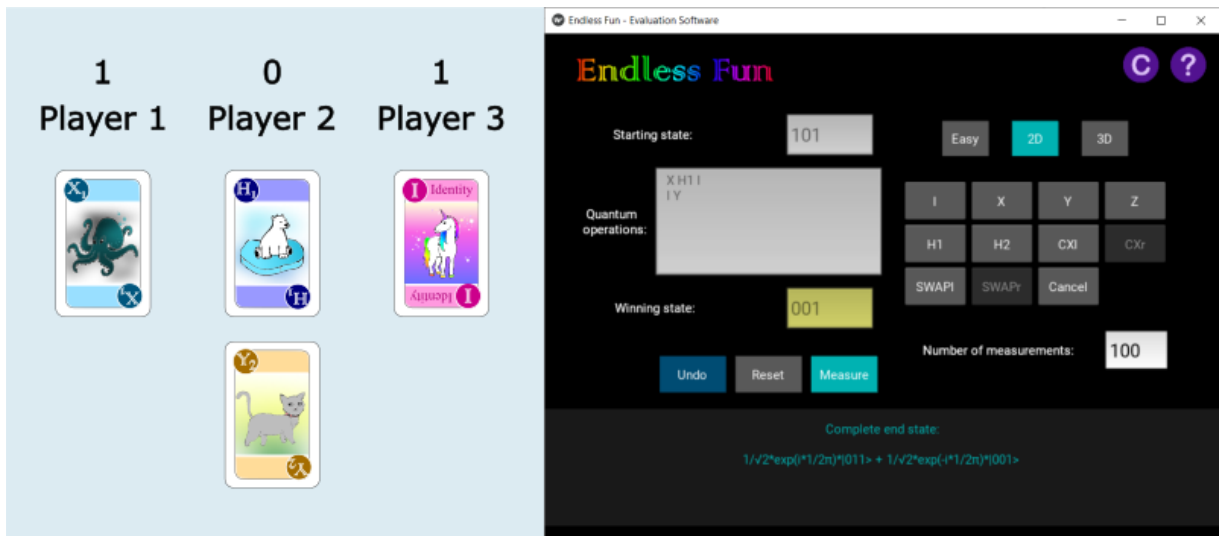 1 0 1
Player 1 Player 2 Player 3
X1
X1
H1
H1
I Identity
Identity I
Y2
Y2
Endless Fun - Evaluation Software
Endless Fun
C ?
Starting state: 101
Easy 2D 3D
Quantum operations:
X H1 I
I Y
I X Y Z
H1 H2 CXl CXr
SWAPl SWAPr Cancel
Winning state: 001
Number of measurements: 100
Undo Reset Measure
Complete end state:
1/√2*exp(i*1/2π)*|011> + 1/√2*exp(-i*1/2π)*|001>